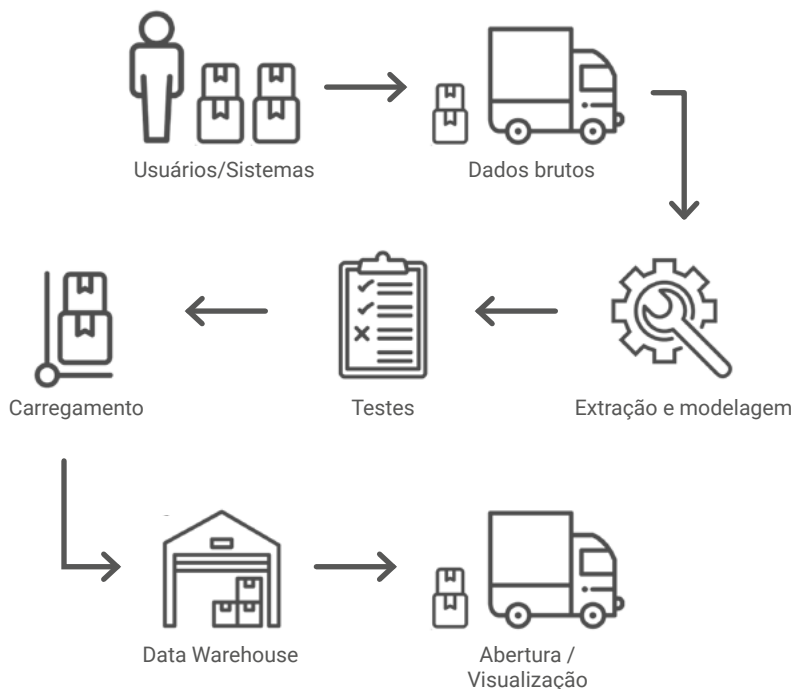 Usuários/Sistemas
Dados brutos
Extração e modelagem
Testes
Carregamento
Data Warehouse
Abertura /
Visualização